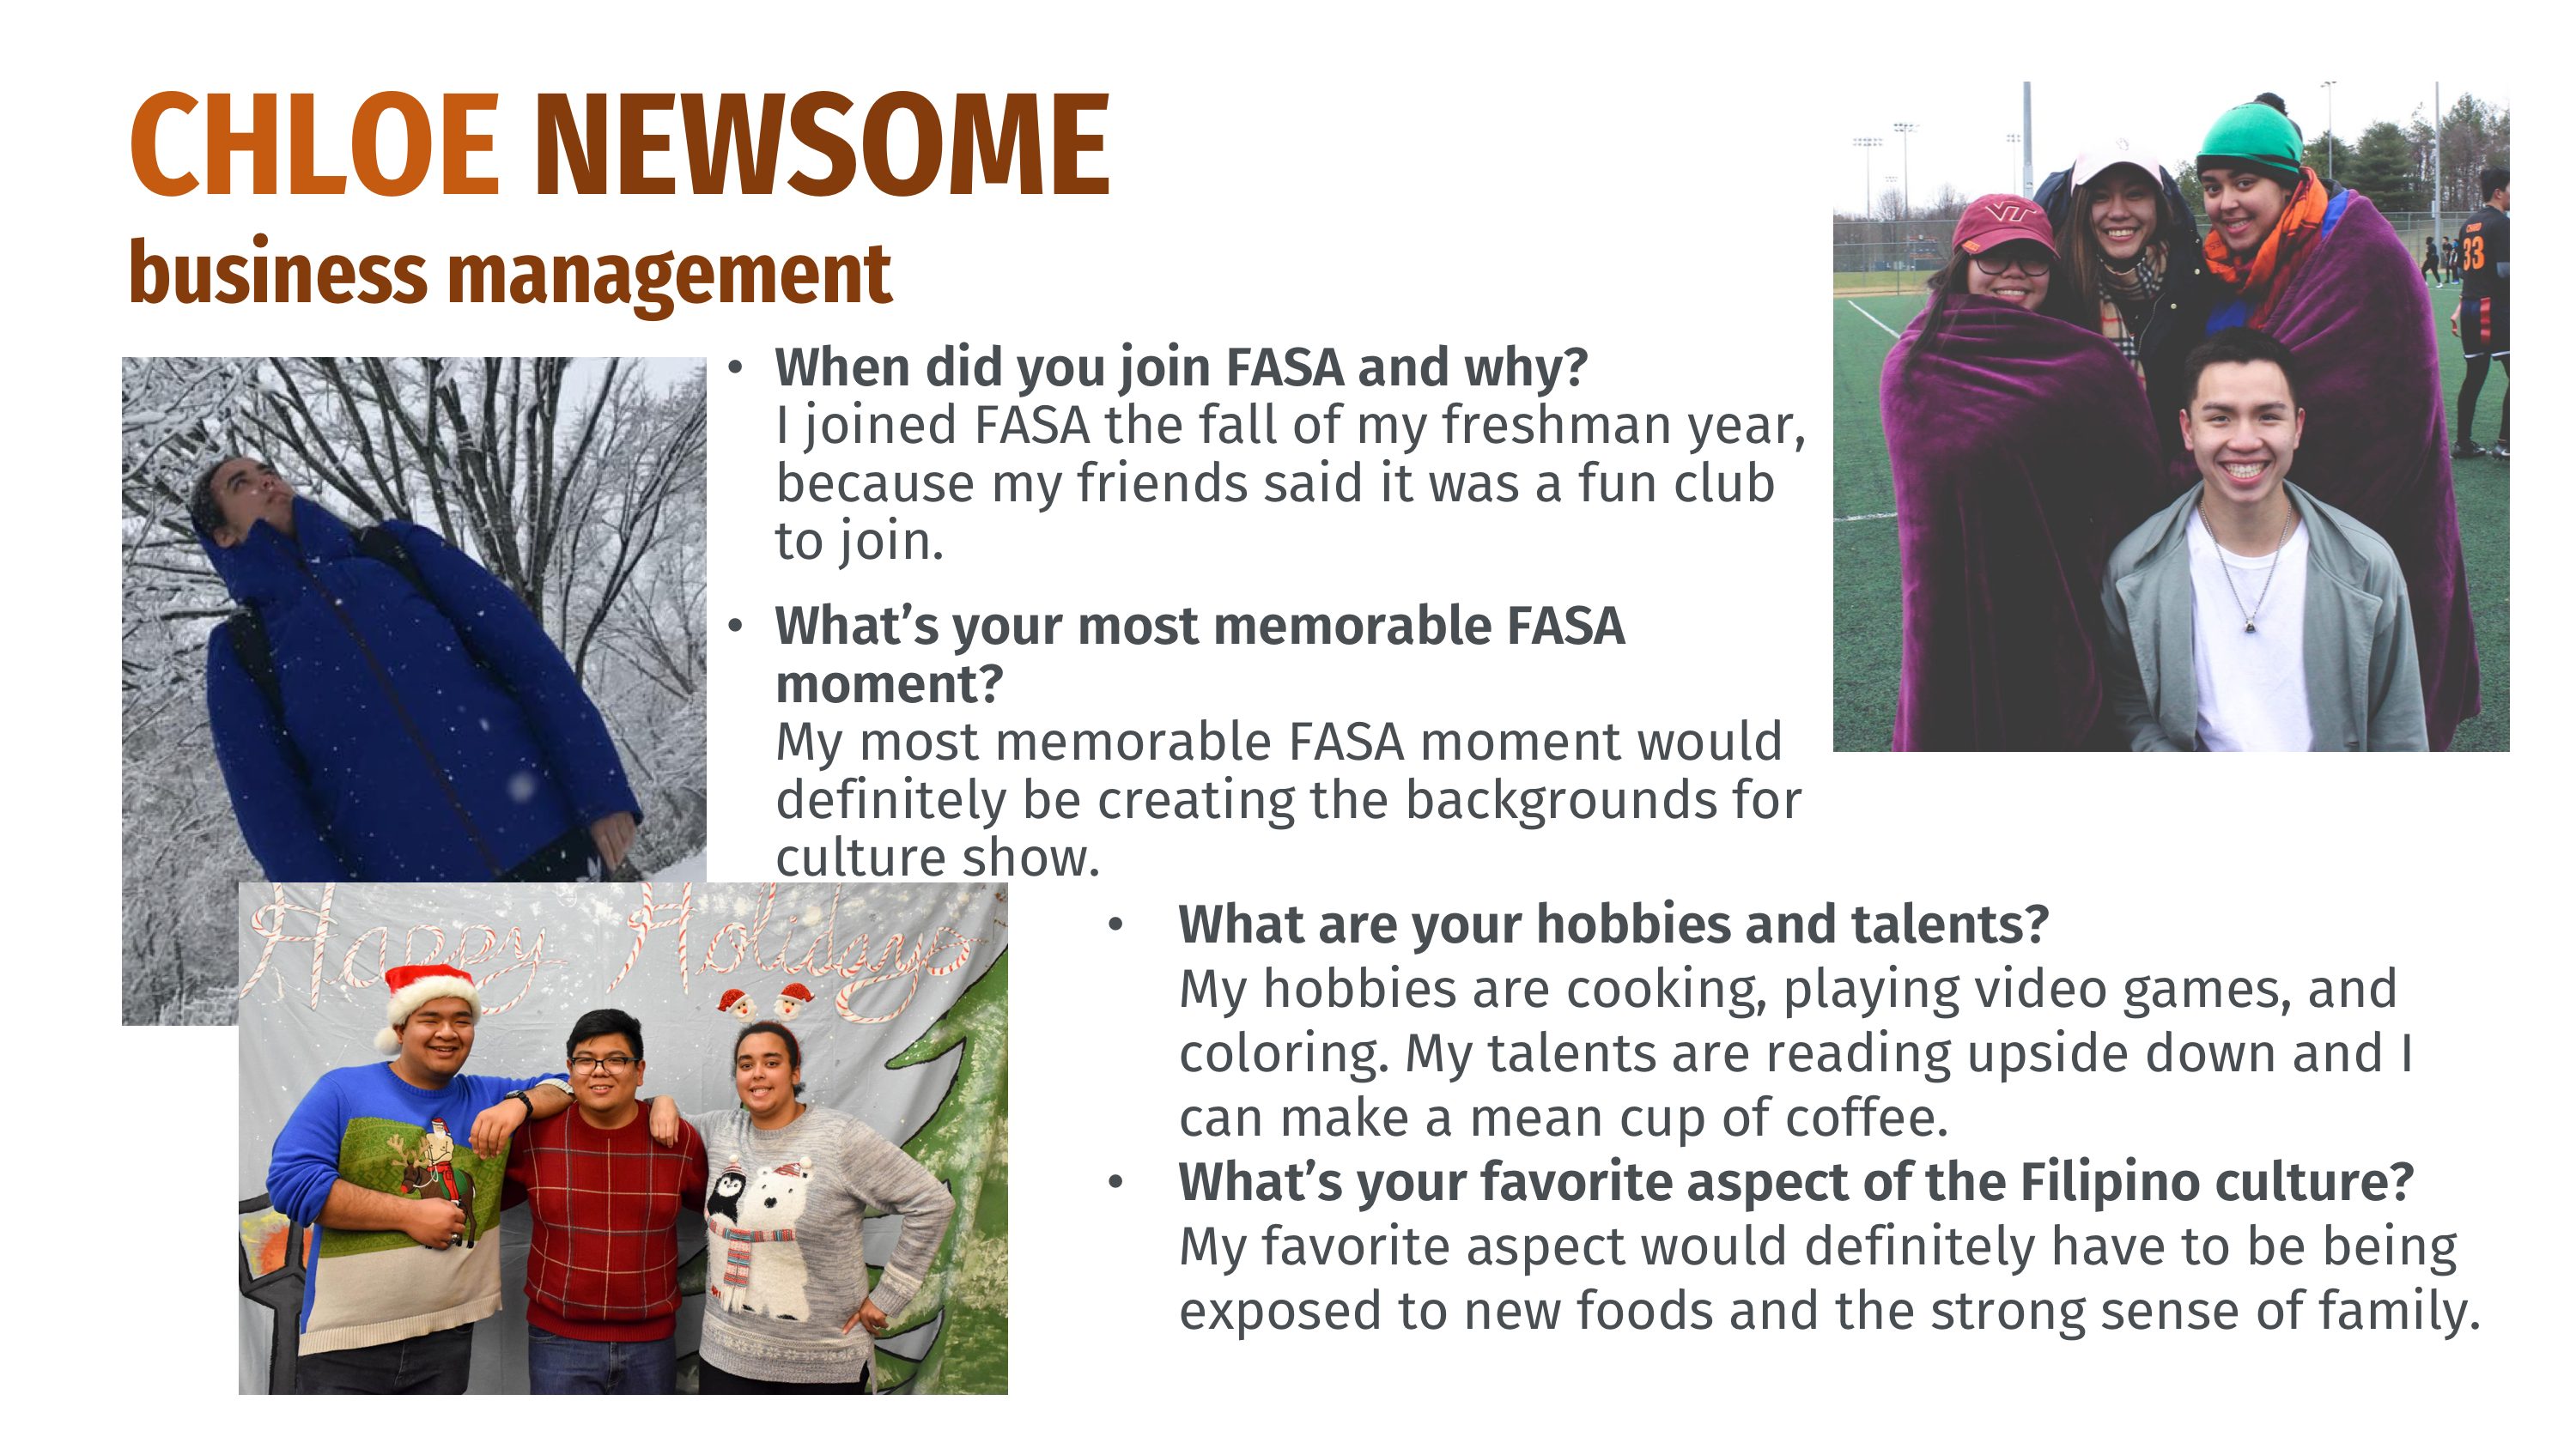 CHLOE NEWSOME
business management
• When did you join FASA and why?
I joined FASA the fall of my freshman year,
because my friends said it was a fun club
to join.
• What’s your most memorable FASA
moment?
My most memorable FASA moment would
definitely be creating the backgrounds for
culture show.
• What are your hobbies and talents?
My hobbies are cooking, playing video games, and
coloring. My talents are reading upside down and I
can make a mean cup of coffee.
• What’s your favorite aspect of the Filipino culture?
My favorite aspect would definitely have to be being
exposed to new foods and the strong sense of family.
Happy Holidays
VT
33